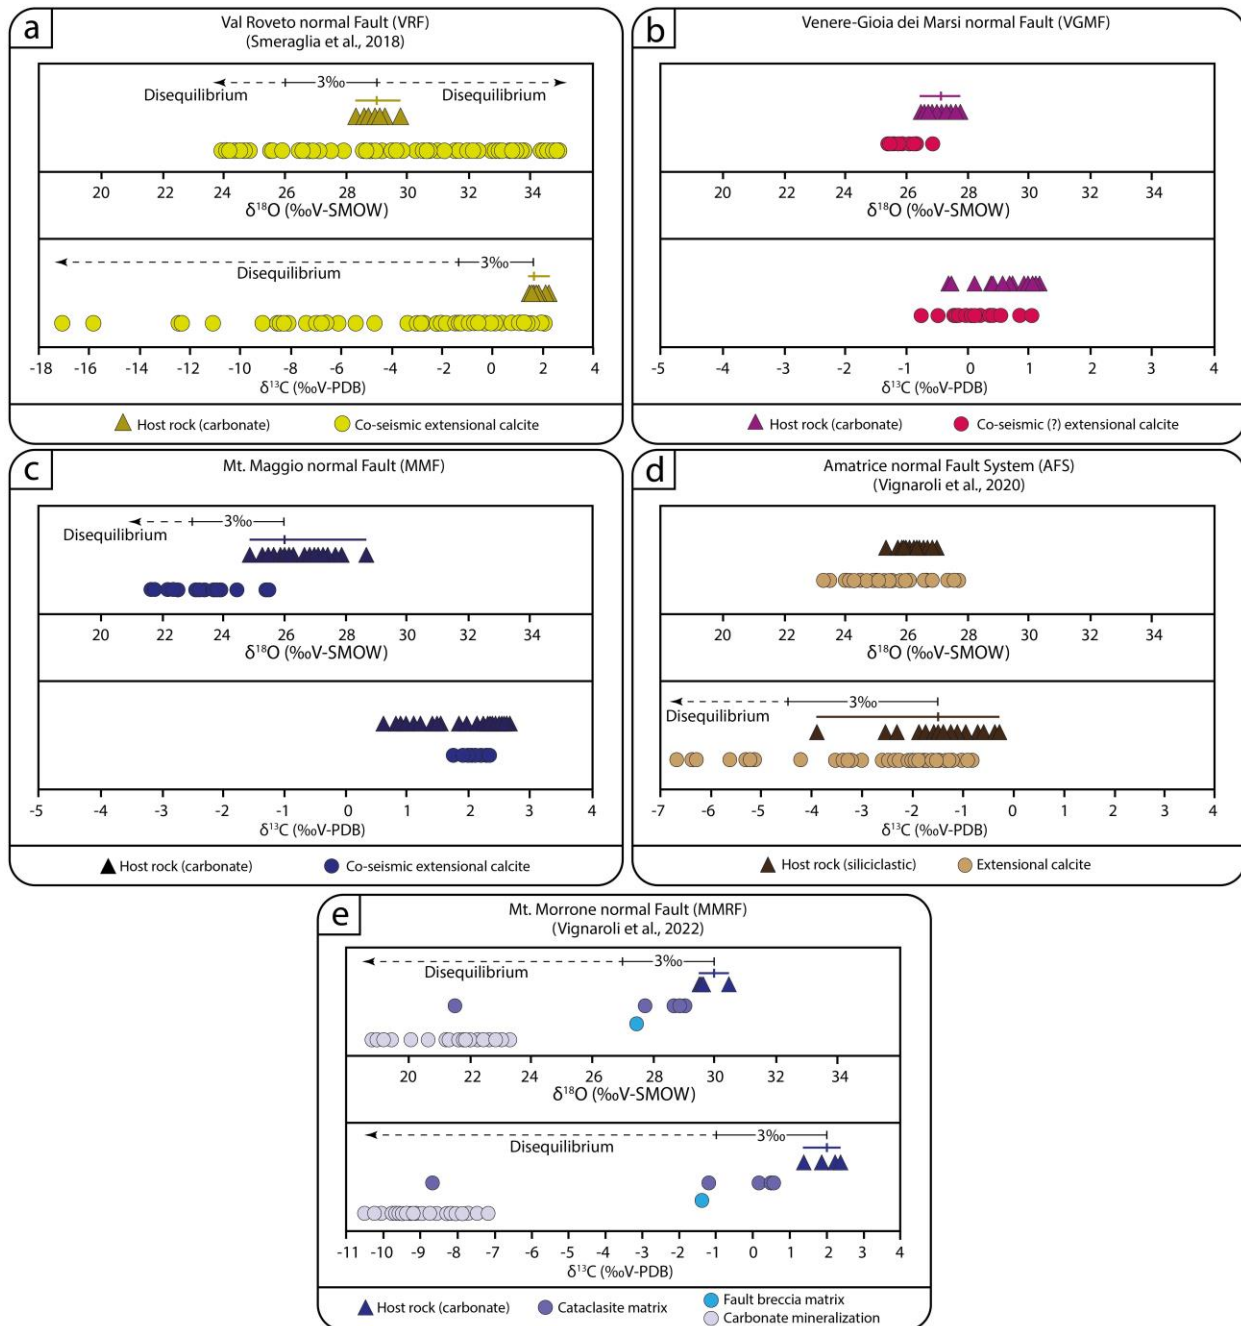 a
Val Roveto normal Fault (VRF)
(Smeraglia et al., 2018)
3‰
Disequilibrium
Disequilibrium
20 22 24 26 28 30 32 34
δ18O (‰V-SMOW)
3‰
Disequilibrium
-18 -16 -14 -12 -10 -8 -6 -4 -2 0 2 4
δ13C (‰V-PDB)
Host rock (carbonate) Co-seismic extensional calcite
b
Venere-Gioia dei Marsi normal Fault (VGMF)
20 22 24 26 28 30 32 34
δ18O (‰V-SMOW)
-5 -4 -3 -2 -1 0 1 2 3 4
δ13C (‰V-PDB)
Host rock (carbonate) Co-seismic (?) extensional calcite
c
Mt. Maggio normal Fault (MMF)
3‰
Disequilibrium
20 22 24 26 28 30 32 34
δ18O (‰V-SMOW)
-5 -4 -3 -2 -1 0 1 2 3 4
δ13C (‰V-PDB)
Host rock (carbonate) Co-seismic extensional calcite
d
Amatrice normal Fault System (AFS)
(Vignaroli et al., 2020)
20 22 24 26 28 30 32 34
δ18O (‰V-SMOW)
3‰
Disequilibrium
-7 -6 -5 -4 -3 -2 -1 0 1 2 3 4
δ13C (‰V-PDB)
Host rock (siliciclastic) Extensional calcite
e
Mt. Morrone normal Fault (MMRF)
(Vignaroli et al., 2022)
3‰
Disequilibrium
20 22 24 26 28 30 32 34
δ18O (‰V-SMOW)
3‰
Disequilibrium
-11 -10 -9 -8 -7 -6 -5 -4 -3 -2 -1 0 1 2 3 4
δ13C (‰V-PDB)
Host rock (carbonate) Cataclasite matrix
Fault breccia matrix
Carbonate mineralization